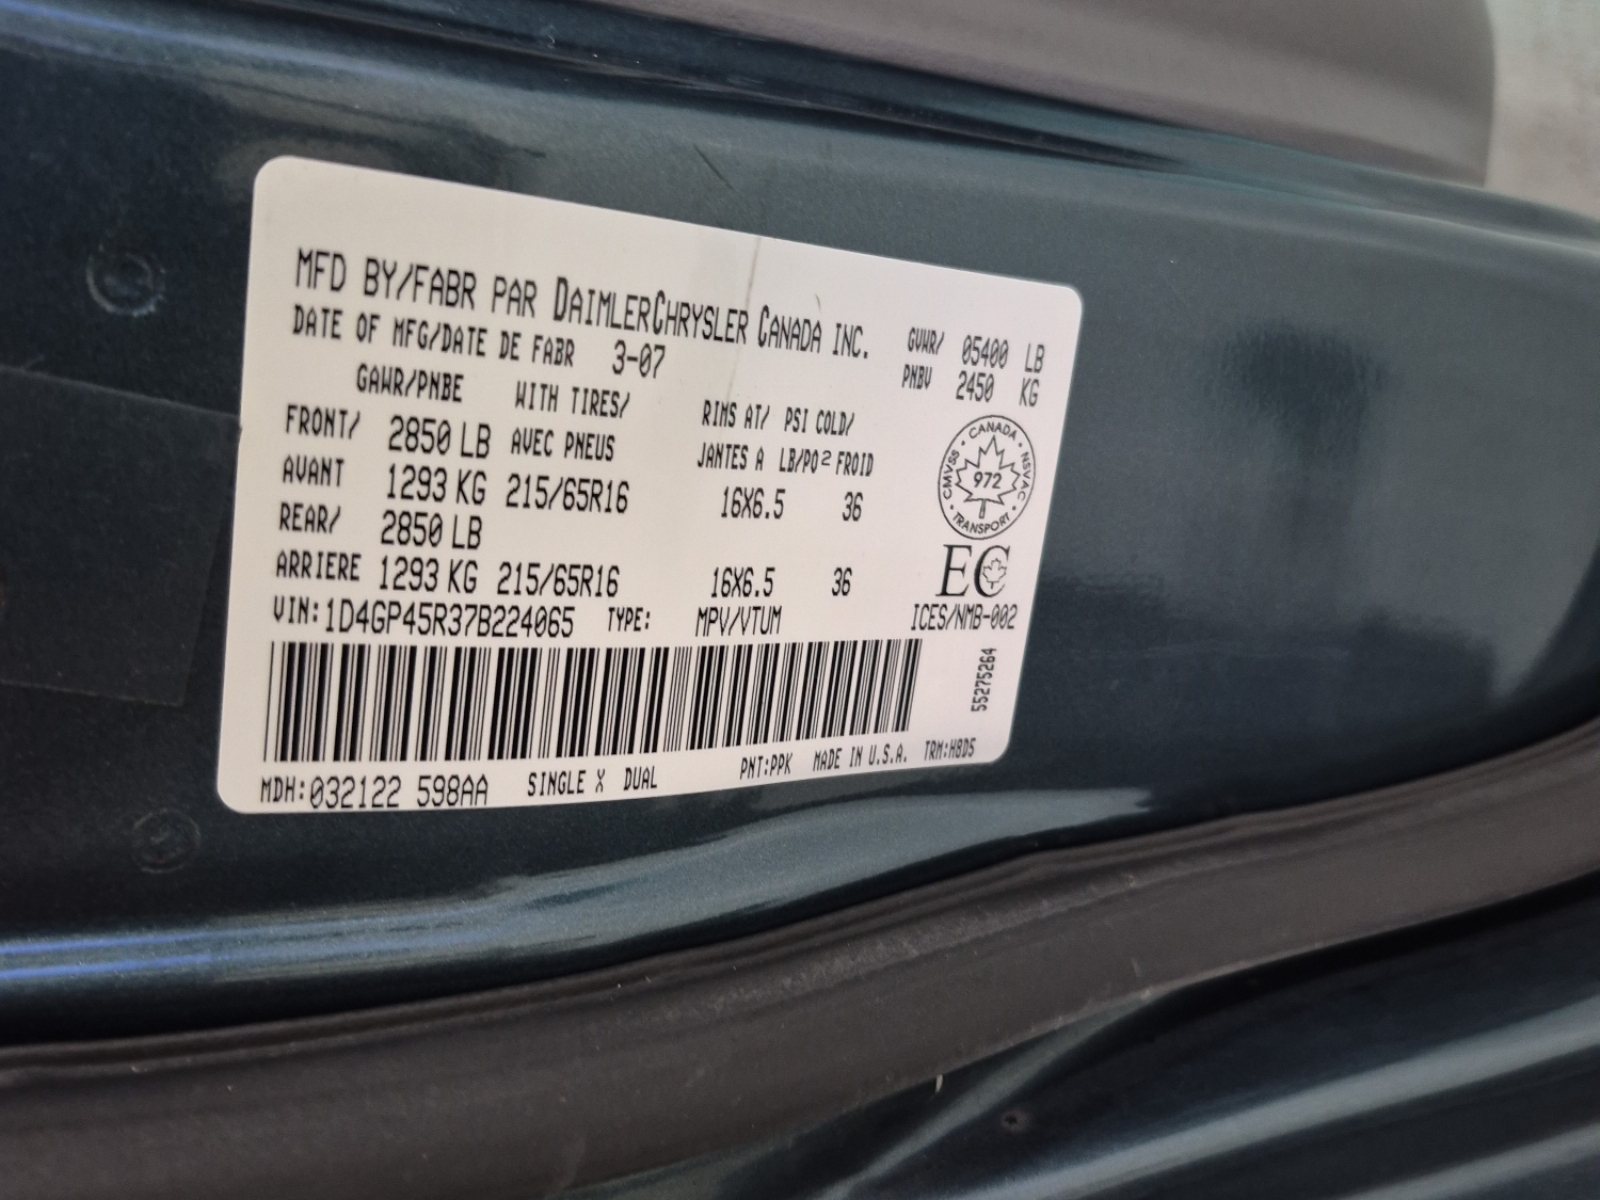 MFD BY/FABR PAR DAIMLERCHRYSLER CANADA INC.
DATE OF MFG/DATE DE FABR 3-07
GVWR/ 05400 LB
PNBV 2450 KG
GAWR/PNBE WITH TIRES/ RIMS AT/ PSI COLD/
FRONT/ 2850 LB AVEC PNEUS JANTES A LB/PO² FROID
AVANT 1293 KG 215/65R16 16X6.5 36
REAR/ 2850 LB
ARRIERE 1293 KG 215/65R16 16X6.5 36
CANADA
CMVSS 972 NSVAC
TRANSPORT
EC
VIN:1D4GP45R37B224065 TYPE: MPV/VTUM ICES/NMB-002
55275264
MDH:032122 598AA SINGLE X DUAL PNT:PPK MADE IN U.S.A. TRM:H8D5